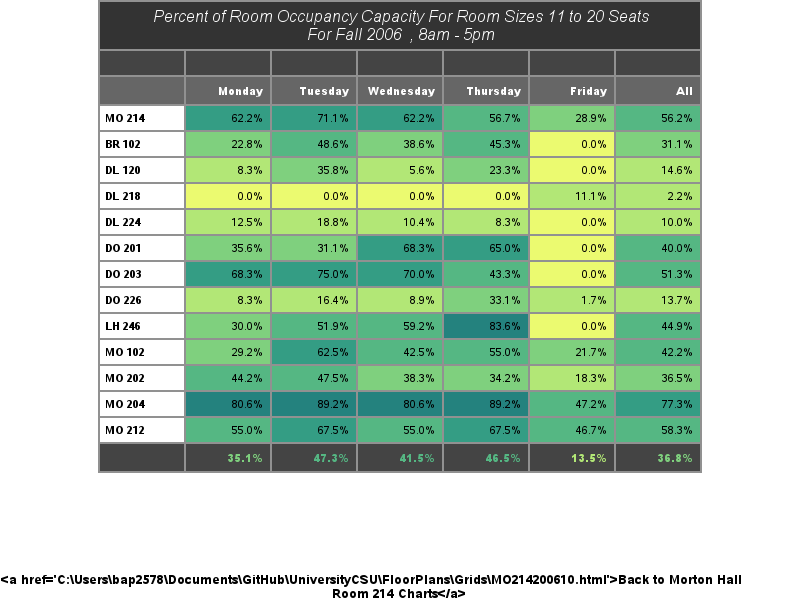 Percent of Room Occupancy Capacity For Room Sizes 11 to 20 Seats
For Fall 2006 , 8am - 5pm
Monday Tuesday Wednesday Thursday Friday All
MO 214 62.2% 71.1% 62.2% 56.7% 28.9% 56.2%
BR 102 22.8% 48.6% 38.6% 45.3% 0.0% 31.1%
DL 120 8.3% 35.8% 5.6% 23.3% 0.0% 14.6%
DL 218 0.0% 0.0% 0.0% 0.0% 11.1% 2.2%
DL 224 12.5% 18.8% 10.4% 8.3% 0.0% 10.0%
DO 201 35.6% 31.1% 68.3% 65.0% 0.0% 40.0%
DO 203 68.3% 75.0% 70.0% 43.3% 0.0% 51.3%
DO 226 8.3% 16.4% 8.9% 33.1% 1.7% 13.7%
LH 246 30.0% 51.9% 59.2% 83.6% 0.0% 44.9%
MO 102 29.2% 62.5% 42.5% 55.0% 21.7% 42.2%
MO 202 44.2% 47.5% 38.3% 34.2% 18.3% 36.5%
MO 204 80.6% 89.2% 80.6% 89.2% 47.2% 77.3%
MO 212 55.0% 67.5% 55.0% 67.5% 46.7% 58.3%
35.1% 47.3% 41.5% 46.5% 13.5% 36.8%
<a href='C:\Users\bap2578\Documents\GitHub\UniversityCSU\FloorPlans\Grids\MO214200610.html'>Back to Morton Hall
Room 214 Charts</a>